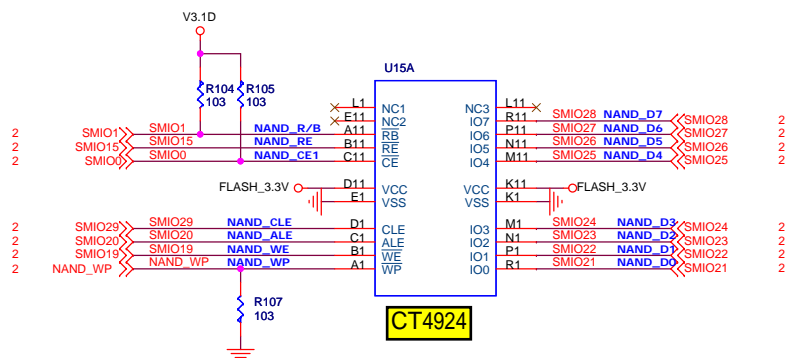 V3.1D
U15A
R104
103
R105
103
L1 NC1 NC3 L11
E11 NC2 IO7 R11 SMIO28 NAND_D7 SMIO28 2
2 SMIO1 SMIO1 NAND_R/B A11 RB IO6 P11 SMIO27 NAND_D6 SMIO27 2
2 SMIO15 SMIO15 NAND_RE B11 RE IO5 N11 SMIO26 NAND_D5 SMIO26 2
2 SMIO0 SMIO0 NAND_CE1 C11 CE IO4 M11 SMIO25 NAND_D4 SMIO25 2
FLASH_3.3V D11 VCC VCC K11 FLASH_3.3V
E1 VSS VSS K1
2 SMIO29 SMIO29 NAND_CLE D1 CLE IO3 M1 SMIO24 NAND_D3 SMIO24 2
2 SMIO20 SMIO20 NAND_ALE C1 ALE IO2 N1 SMIO23 NAND_D2 SMIO23 2
2 SMIO19 SMIO19 NAND_WE B1 WE IO1 P1 SMIO22 NAND_D1 SMIO22 2
2 NAND_WP NAND_WP NAND_WP A1 WP IO0 R1 SMIO21 NAND_D0 SMIO21 2
R107
103
CT4924